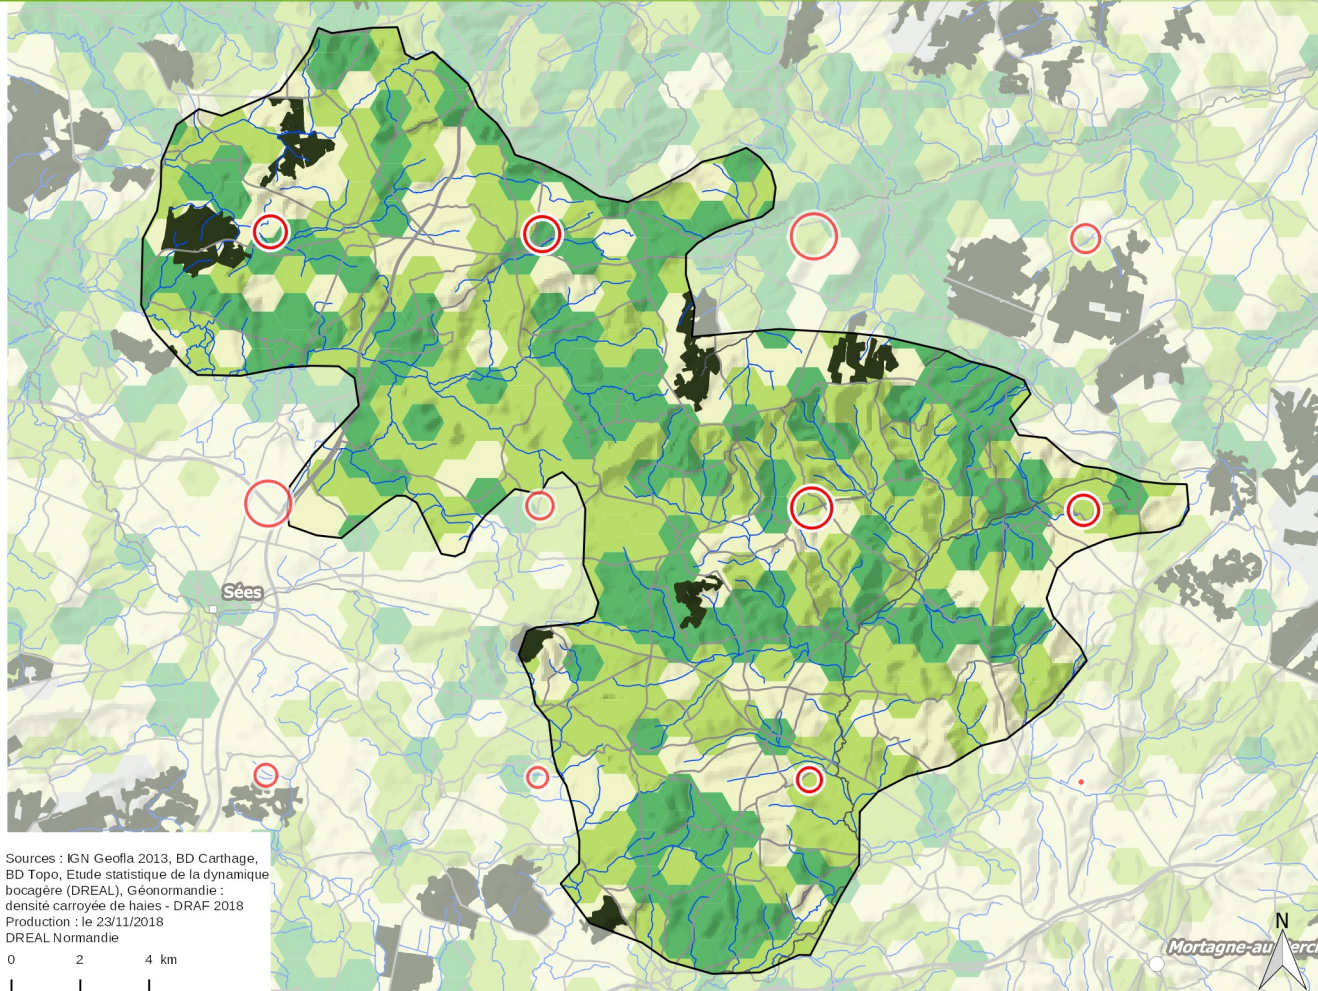 Sées
Sources : IGN Geofla 2013, BD Carthage,
BD Topo, Etude statistique de la dynamique
bocagère (DREAL), Géonormandie :
densité carroyée de haies - DRAF 2018
Production : le 23/11/2018
DREAL Normandie
0 2 4 km
N